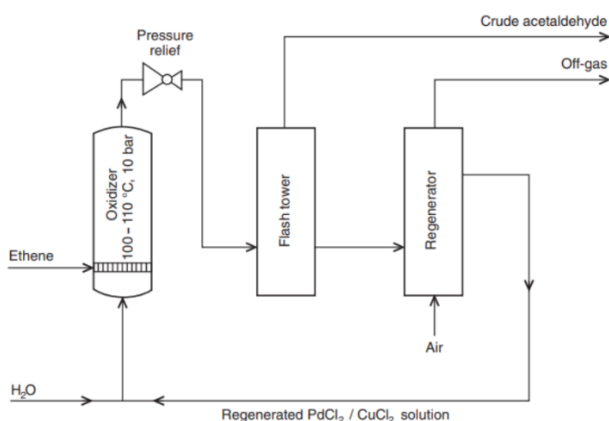 Crude acetaldehyde
Pressure
relief
Off-gas
Oxidizer
100 – 110 °C, 10 bar
Flash tower
Regenerator
Ethene
Air
H₂O
Regenerated PdCl₂ / CuCl₂ solution